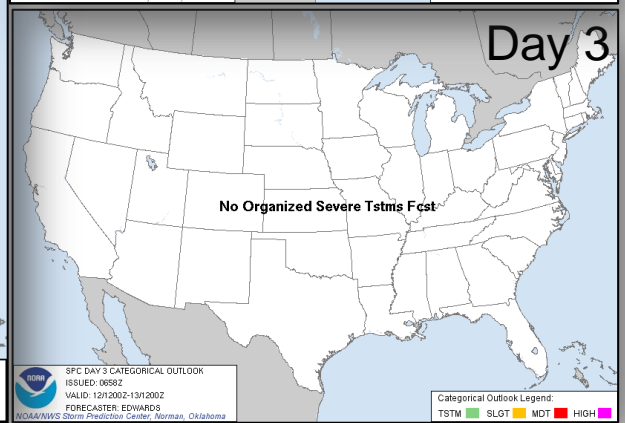 Day 3
No Organized Severe Tstms Fcst
NOAA
SPC DAY 3 CATEGORICAL OUTLOOK
ISSUED: 0658Z
VALID: 12/1200Z-13/1200Z
FORECASTER: EDWARDS
NOAA/NWS Storm Prediction Center, Norman, Oklahoma
Categorical Outlook Legend:
TSTM SLGT MDT HIGH